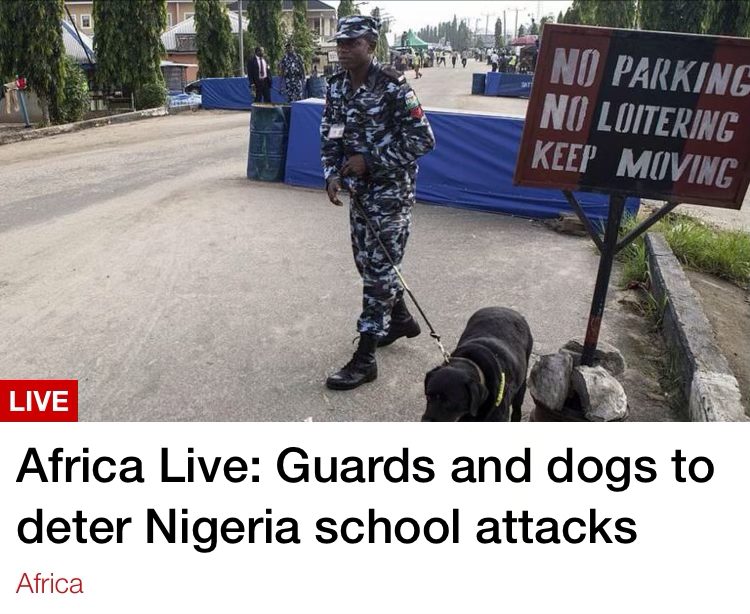 NO PARKING
NO LOITERING
KEEP MOVING
LIVE
Africa Live: Guards and dogs to
deter Nigeria school attacks
Africa